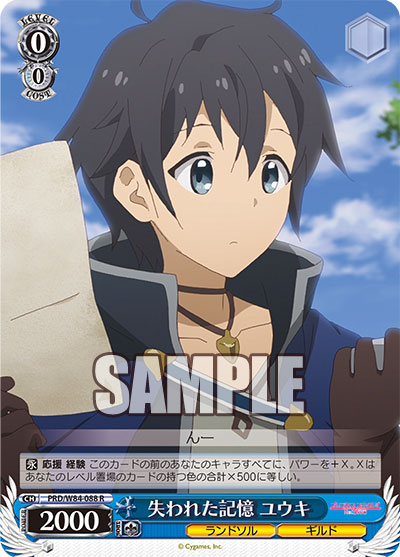 LEVEL
0
0
COST
SAMPLE
んー
永 応援 経験 このカードの前のあなたのキャラすべてに、パワーを＋X。Xは
あなたのレベル置場のカードの持つ色の合計×500に等しい。
CH PRD/W84-088 R
2000
失われた記憶 ユウキ
ランドソル
ギルド
© Cygames, Inc.